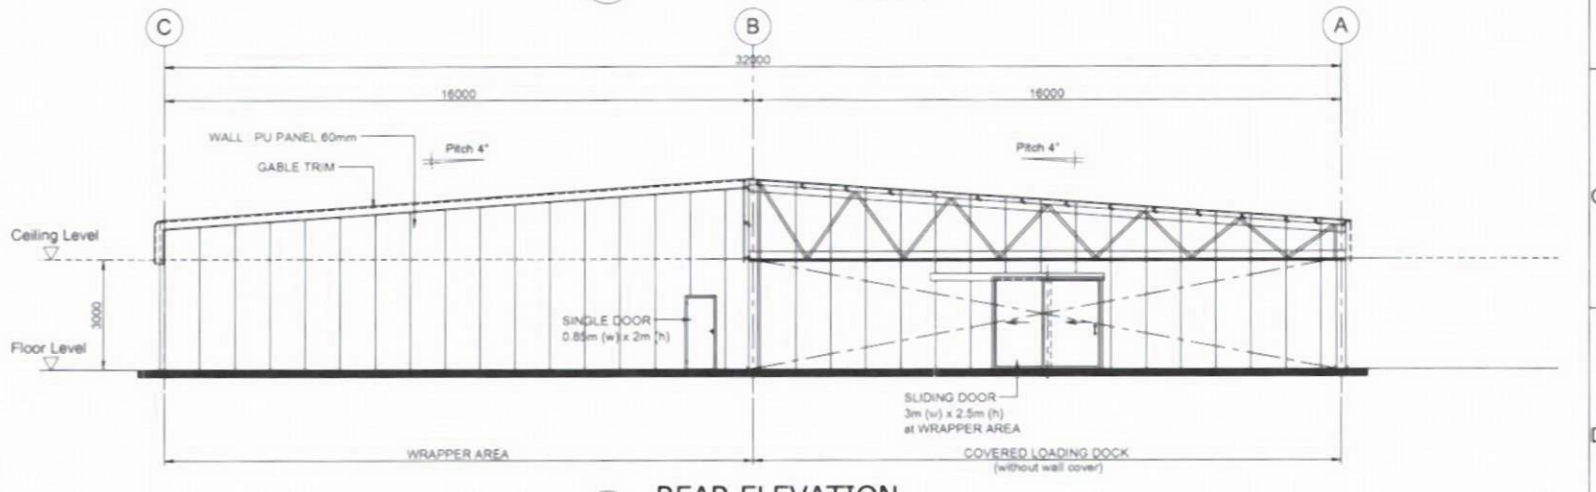 C
B
A
32000
16000
16000
WALL : PU PANEL 60mm
Pitch 4°
Pitch 4°
GABLE TRIM
Ceiling Level
3000
SINGLE DOOR
0.85m (w) x 2m (h)
Floor Level
SLIDING DOOR
3m (w) x 2.5m (h)
at WRAPPER AREA
WRAPPER AREA
COVERED LOADING DOCK
(without wall cover)
REAR ELEVATION